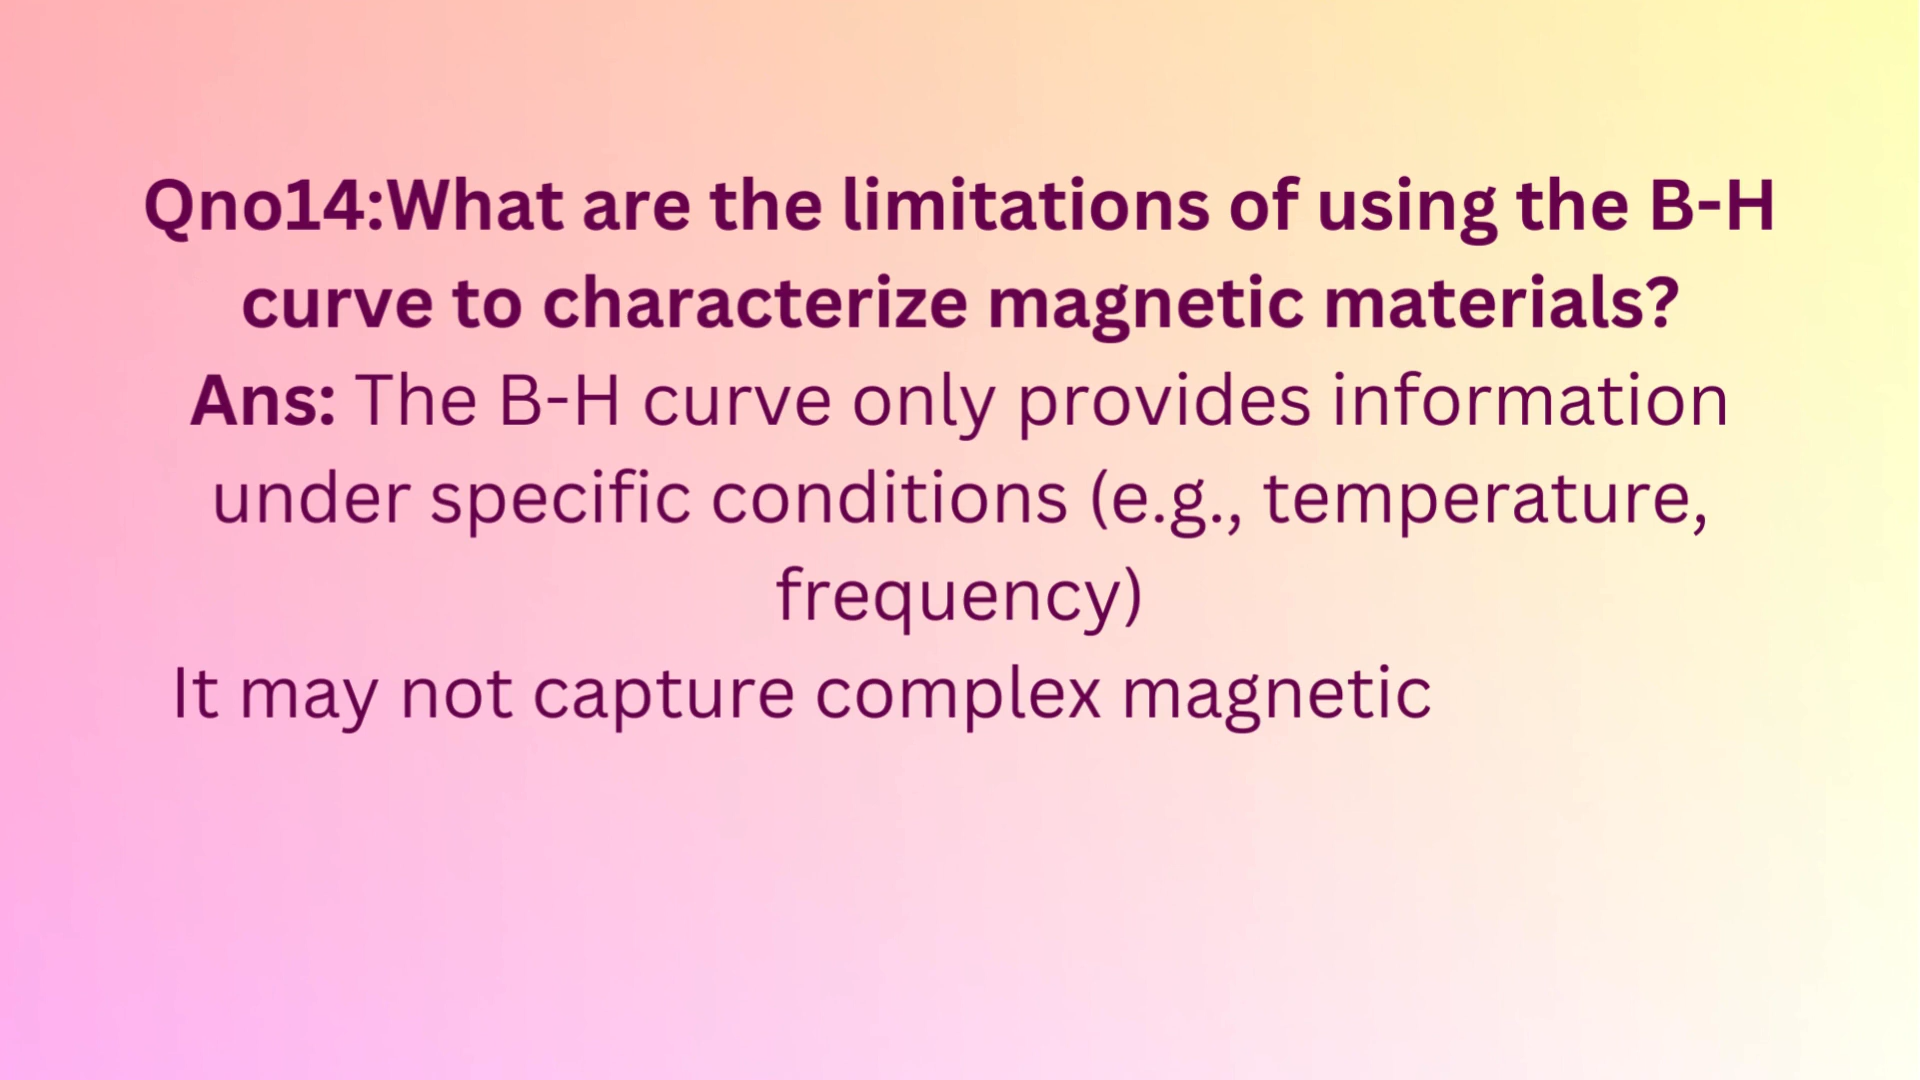 Qno14:What are the limitations of using the B-H
curve to characterize magnetic materials?
Ans: The B-H curve only provides information
under specific conditions (e.g., temperature,
frequency)
It may not capture complex magnetic